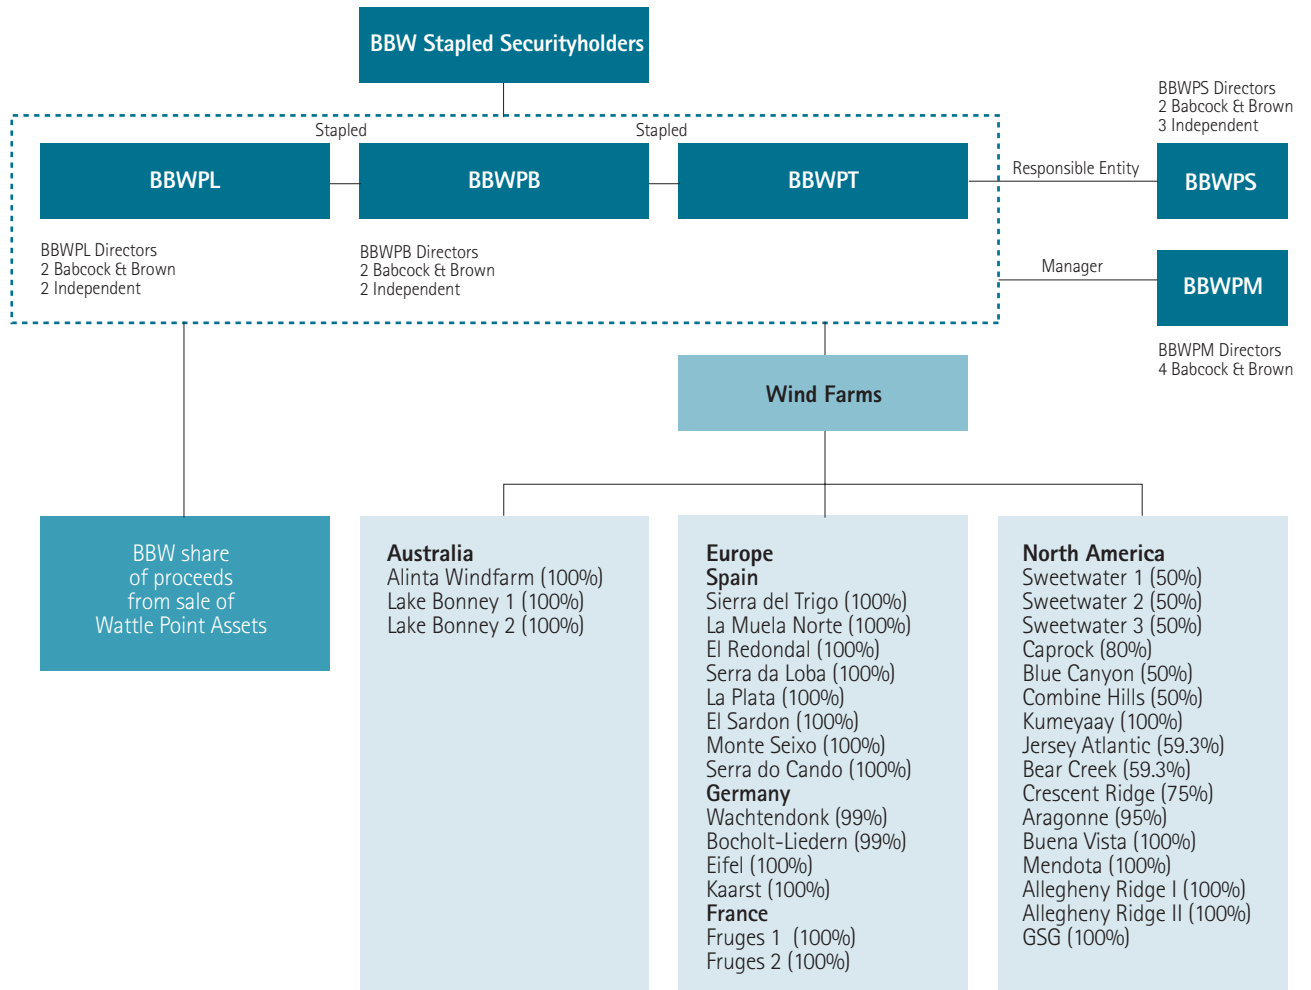 BBW Stapled Securityholders
BBWPS Directors
2 Babcock & Brown
3 Independent
Stapled
Stapled
BBWPL
BBWPB
BBWPT
Responsible Entity
BBWPS
BBWPL Directors
2 Babcock & Brown
2 Independent
BBWPB Directors
2 Babcock & Brown
2 Independent
Manager
BBWPM
BBWPM Directors
4 Babcock & Brown
Wind Farms
BBW share
of proceeds
from sale of
Wattle Point Assets
Australia
Alinta Windfarm (100%)
Lake Bonney 1 (100%)
Lake Bonney 2 (100%)
Europe
Spain
Sierra del Trigo (100%)
La Muela Norte (100%)
El Redondal (100%)
Serra da Loba (100%)
La Plata (100%)
El Sardon (100%)
Monte Seixo (100%)
Serra do Cando (100%)
Germany
Wachtendonk (99%)
Bocholt-Liedern (99%)
Eifel (100%)
Kaarst (100%)
France
Fruges 1 (100%)
Fruges 2 (100%)
North America
Sweetwater 1 (50%)
Sweetwater 2 (50%)
Sweetwater 3 (50%)
Caprock (80%)
Blue Canyon (50%)
Combine Hills (50%)
Kumeyaay (100%)
Jersey Atlantic (59.3%)
Bear Creek (59.3%)
Crescent Ridge (75%)
Aragonne (95%)
Buena Vista (100%)
Mendota (100%)
Allegheny Ridge I (100%)
Allegheny Ridge II (100%)
GSG (100%)